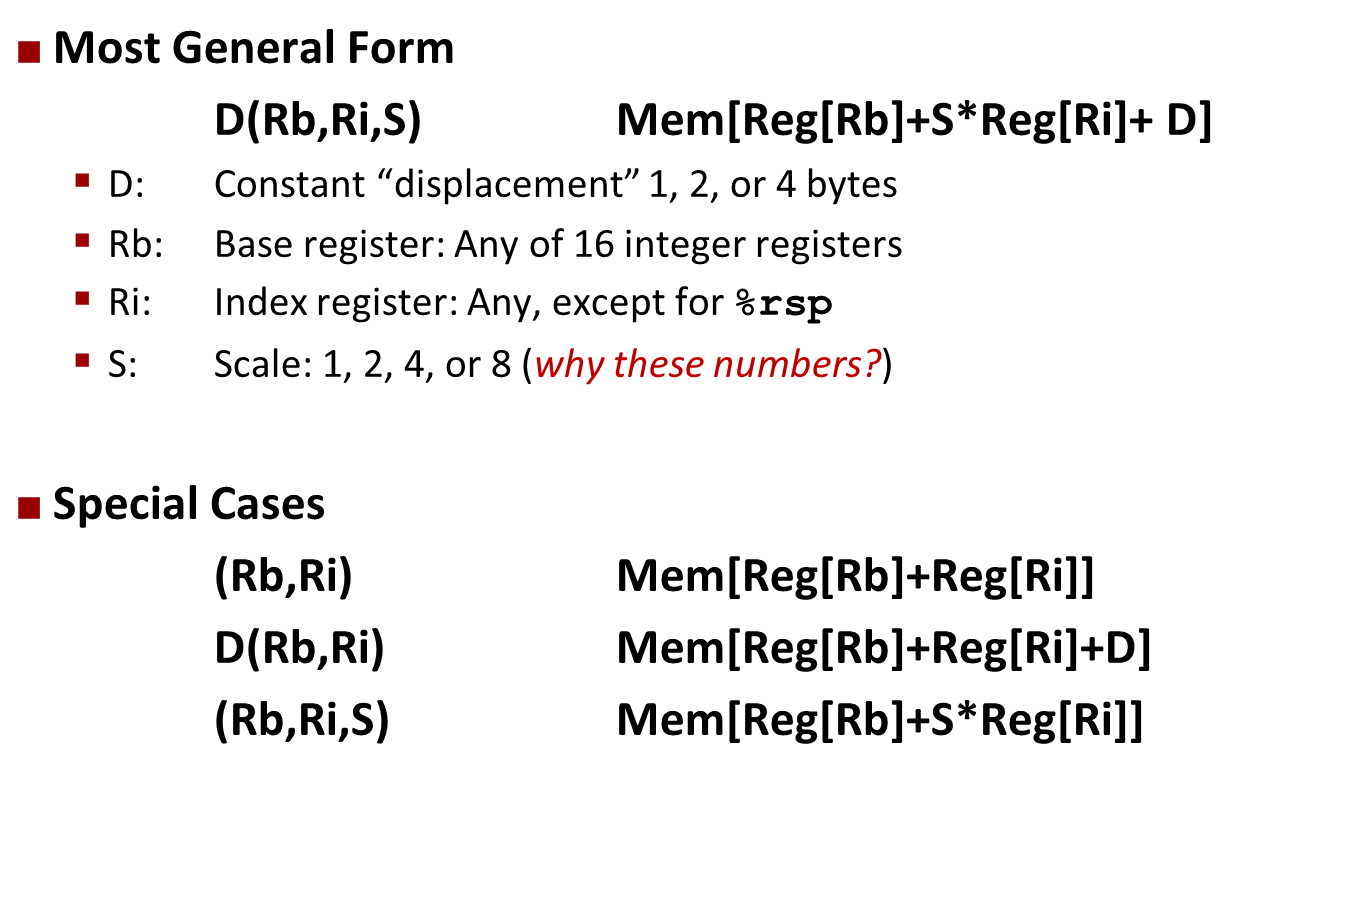 Most General Form
D(Rb,Ri,S) Mem[Reg[Rb]+S*Reg[Ri]+ D]
D: Constant “displacement” 1, 2, or 4 bytes
Rb: Base register: Any of 16 integer registers
Ri: Index register: Any, except for %rsp
S: Scale: 1, 2, 4, or 8 (why these numbers?)
Special Cases
(Rb,Ri) Mem[Reg[Rb]+Reg[Ri]]
D(Rb,Ri) Mem[Reg[Rb]+Reg[Ri]+D]
(Rb,Ri,S) Mem[Reg[Rb]+S*Reg[Ri]]